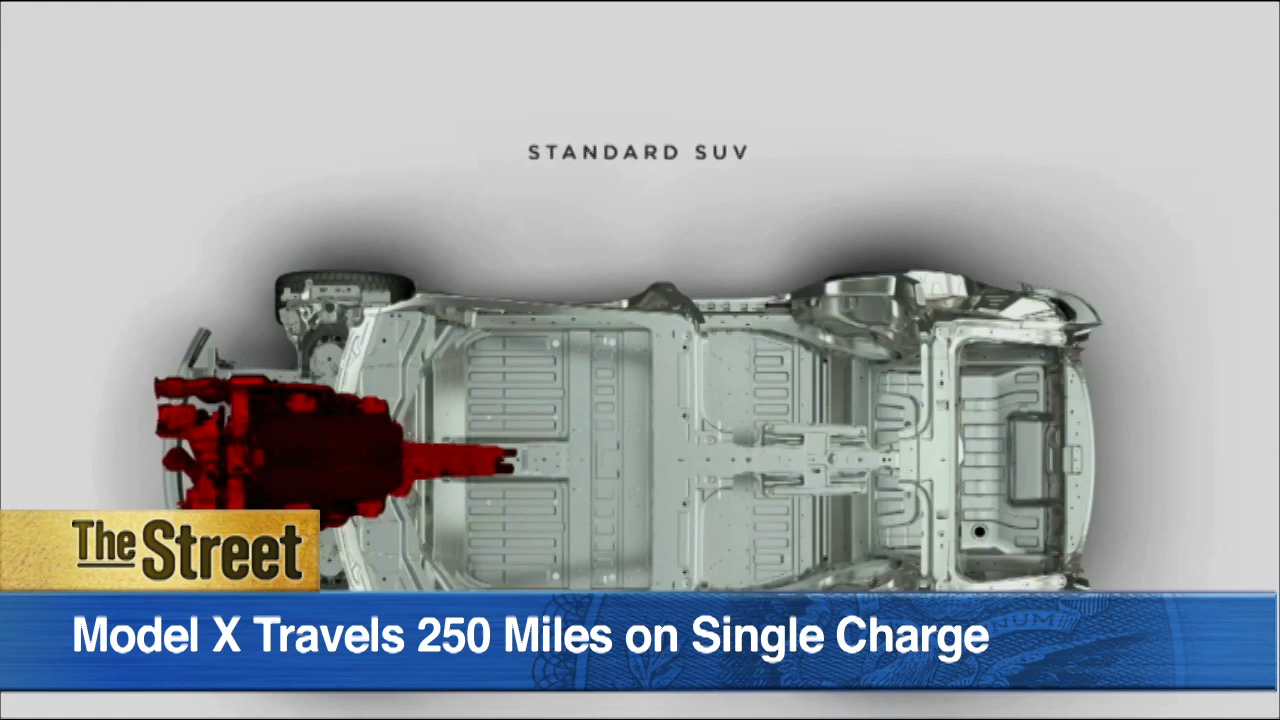 STANDARD SUV
The Street
Model X Travels 250 Miles on Single Charge